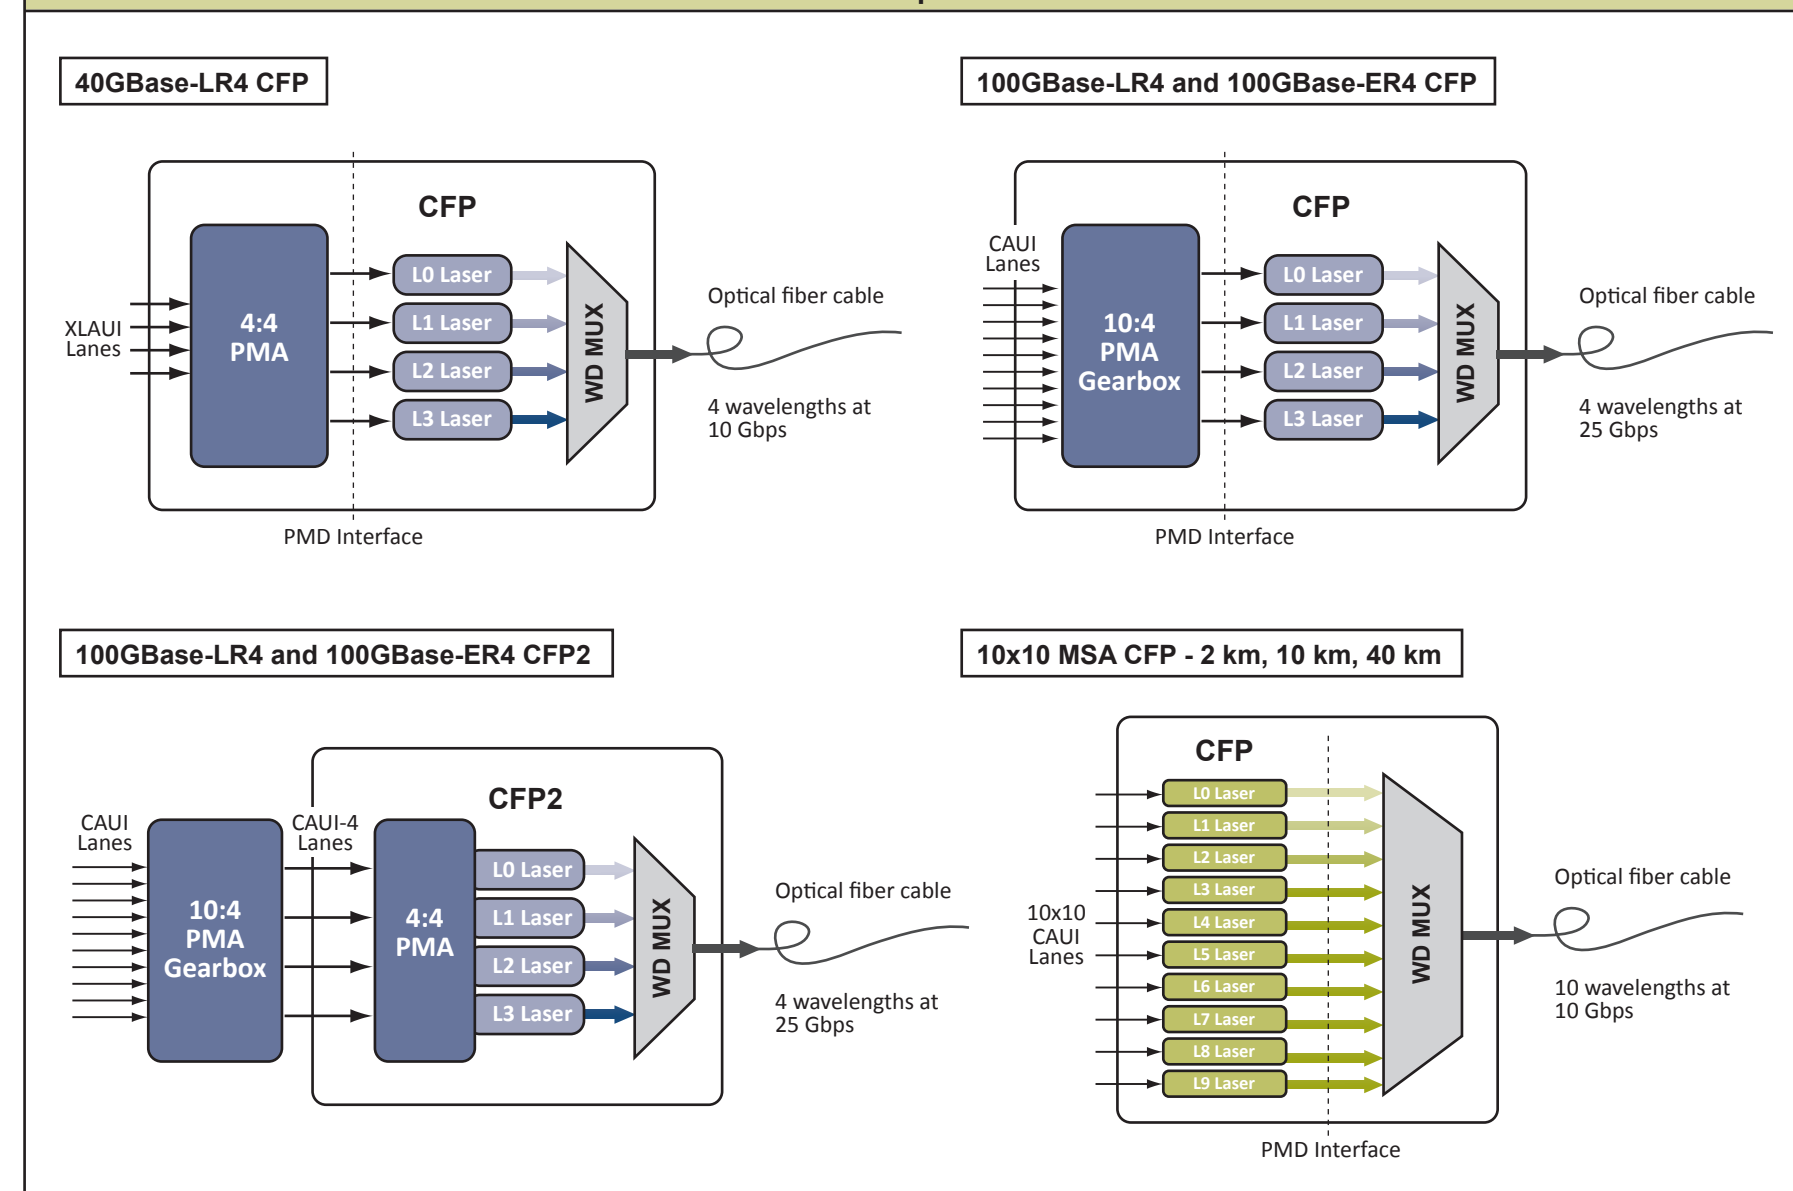 40GBase-LR4 CFP
CFP
XLAUI
Lanes
4:4
PMA
L0 Laser
L1 Laser
L2 Laser
L3 Laser
WD MUX
Optical fiber cable
4 wavelengths at
10 Gbps
PMD Interface
100GBase-LR4 and 100GBase-ER4 CFP
CFP
CAUI
Lanes
10:4
PMA
Gearbox
L0 Laser
L1 Laser
L2 Laser
L3 Laser
WD MUX
Optical fiber cable
4 wavelengths at
25 Gbps
PMD Interface
100GBase-LR4 and 100GBase-ER4 CFP2
CFP2
CAUI
Lanes
10:4
PMA
Gearbox
CAUI-4
Lanes
4:4
PMA
L0 Laser
L1 Laser
L2 Laser
L3 Laser
WD MUX
Optical fiber cable
4 wavelengths at
25 Gbps
10x10 MSA CFP - 2 km, 10 km, 40 km
CFP
10x10
CAUI
Lanes
L0 Laser
L1 Laser
L2 Laser
L3 Laser
L4 Laser
L5 Laser
L6 Laser
L7 Laser
L8 Laser
L9 Laser
WD MUX
Optical fiber cable
10 wavelengths at
10 Gbps
PMD Interface